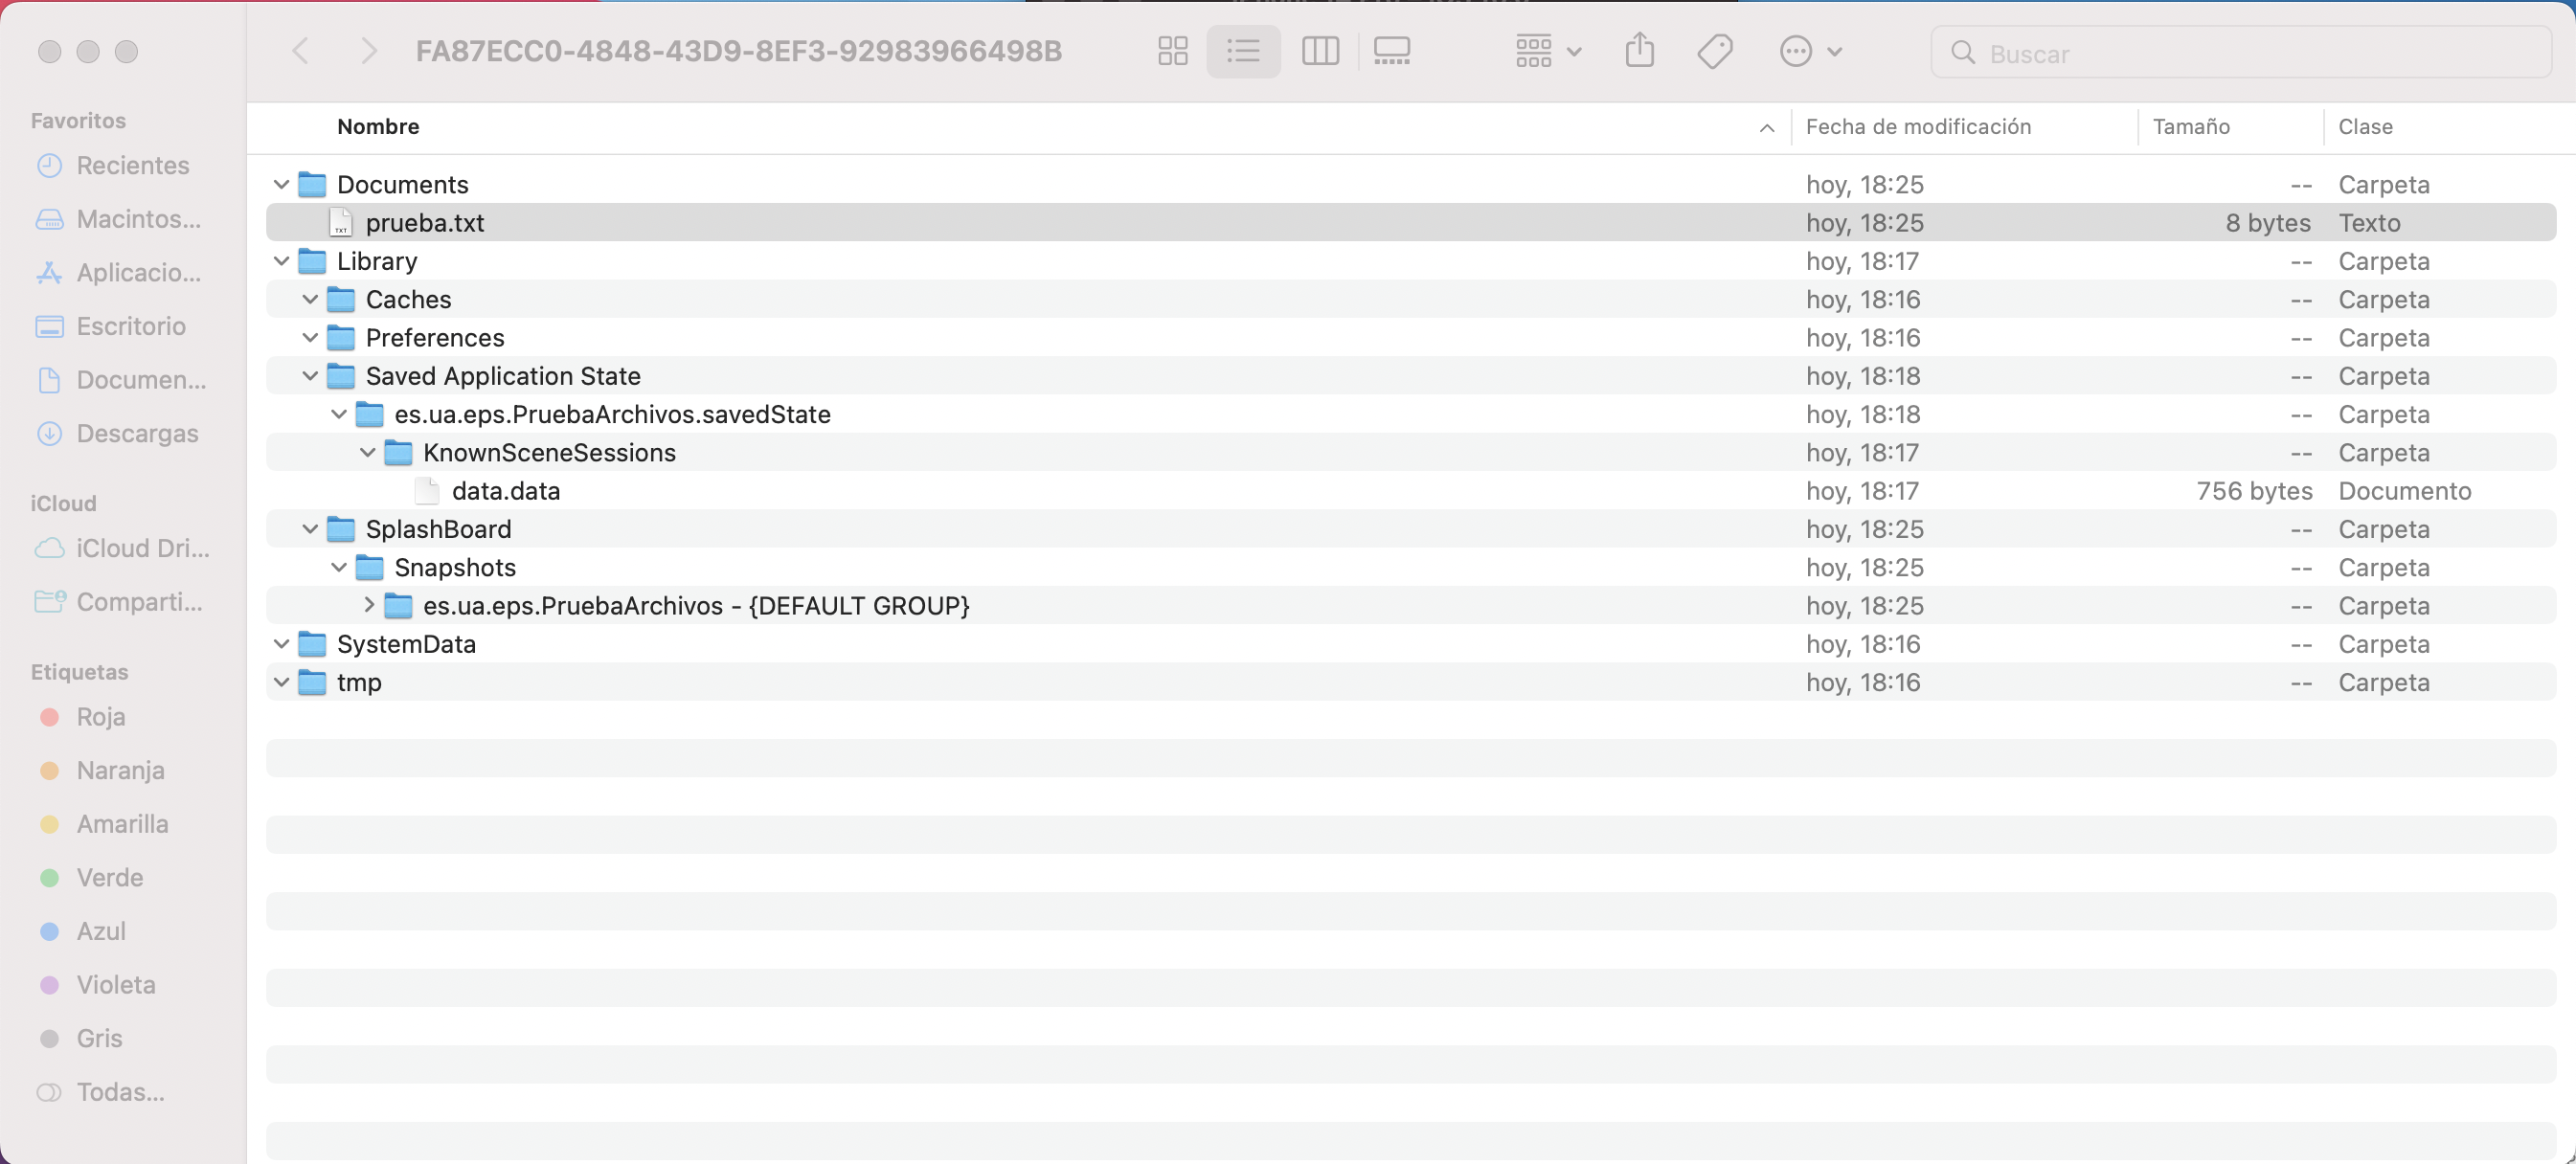 FA87ECC0-4848-43D9-8EF3-92983966498B
Buscar
Favoritos
Recientes
Macintos...
Aplicacio...
Escritorio
Documen...
Descargas
iCloud
iCloud Dri...
Comparti...
Etiquetas
Roja
Naranja
Amarilla
Verde
Azul
Violeta
Gris
Todas...
Nombre Fecha de modificación Tamaño Clase
Documents hoy, 18:25 -- Carpeta
prueba.txt hoy, 18:25 8 bytes Texto
Library hoy, 18:17 -- Carpeta
Caches hoy, 18:16 -- Carpeta
Preferences hoy, 18:16 -- Carpeta
Saved Application State hoy, 18:18 -- Carpeta
es.ua.eps.PruebaArchivos.savedState hoy, 18:18 -- Carpeta
KnownSceneSessions hoy, 18:17 -- Carpeta
data.data hoy, 18:17 756 bytes Documento
SplashBoard hoy, 18:25 -- Carpeta
Snapshots hoy, 18:25 -- Carpeta
es.ua.eps.PruebaArchivos - {DEFAULT GROUP} hoy, 18:25 -- Carpeta
SystemData hoy, 18:16 -- Carpeta
tmp hoy, 18:16 -- Carpeta